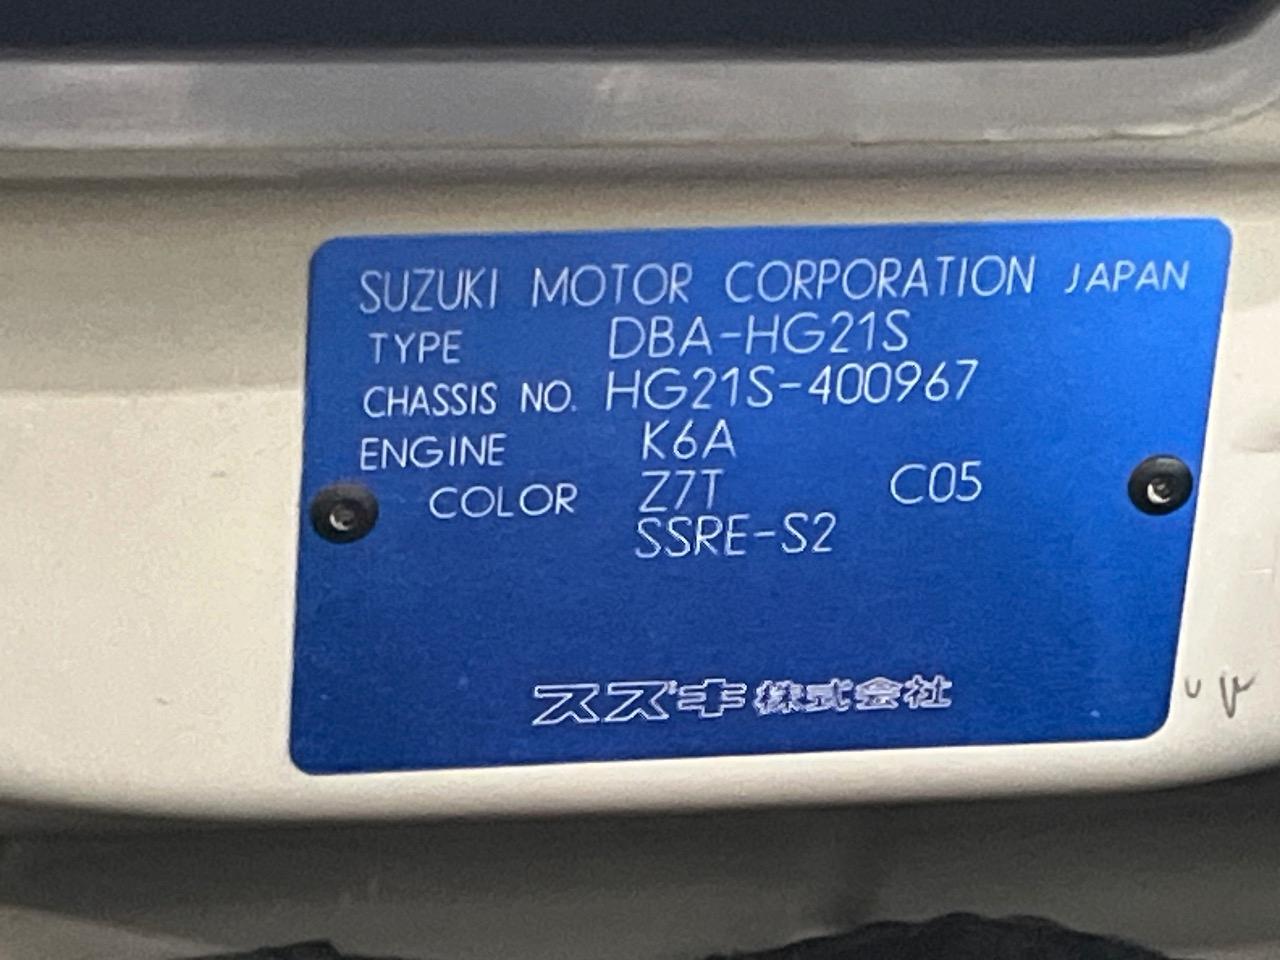 SUZUKI MOTOR CORPORATION JAPAN
TYPE DBA-HG21S
CHASSIS NO. HG21S-400967
ENGINE K6A
COLOR Z7T C05
SSRE-S2
スズキ株式会社